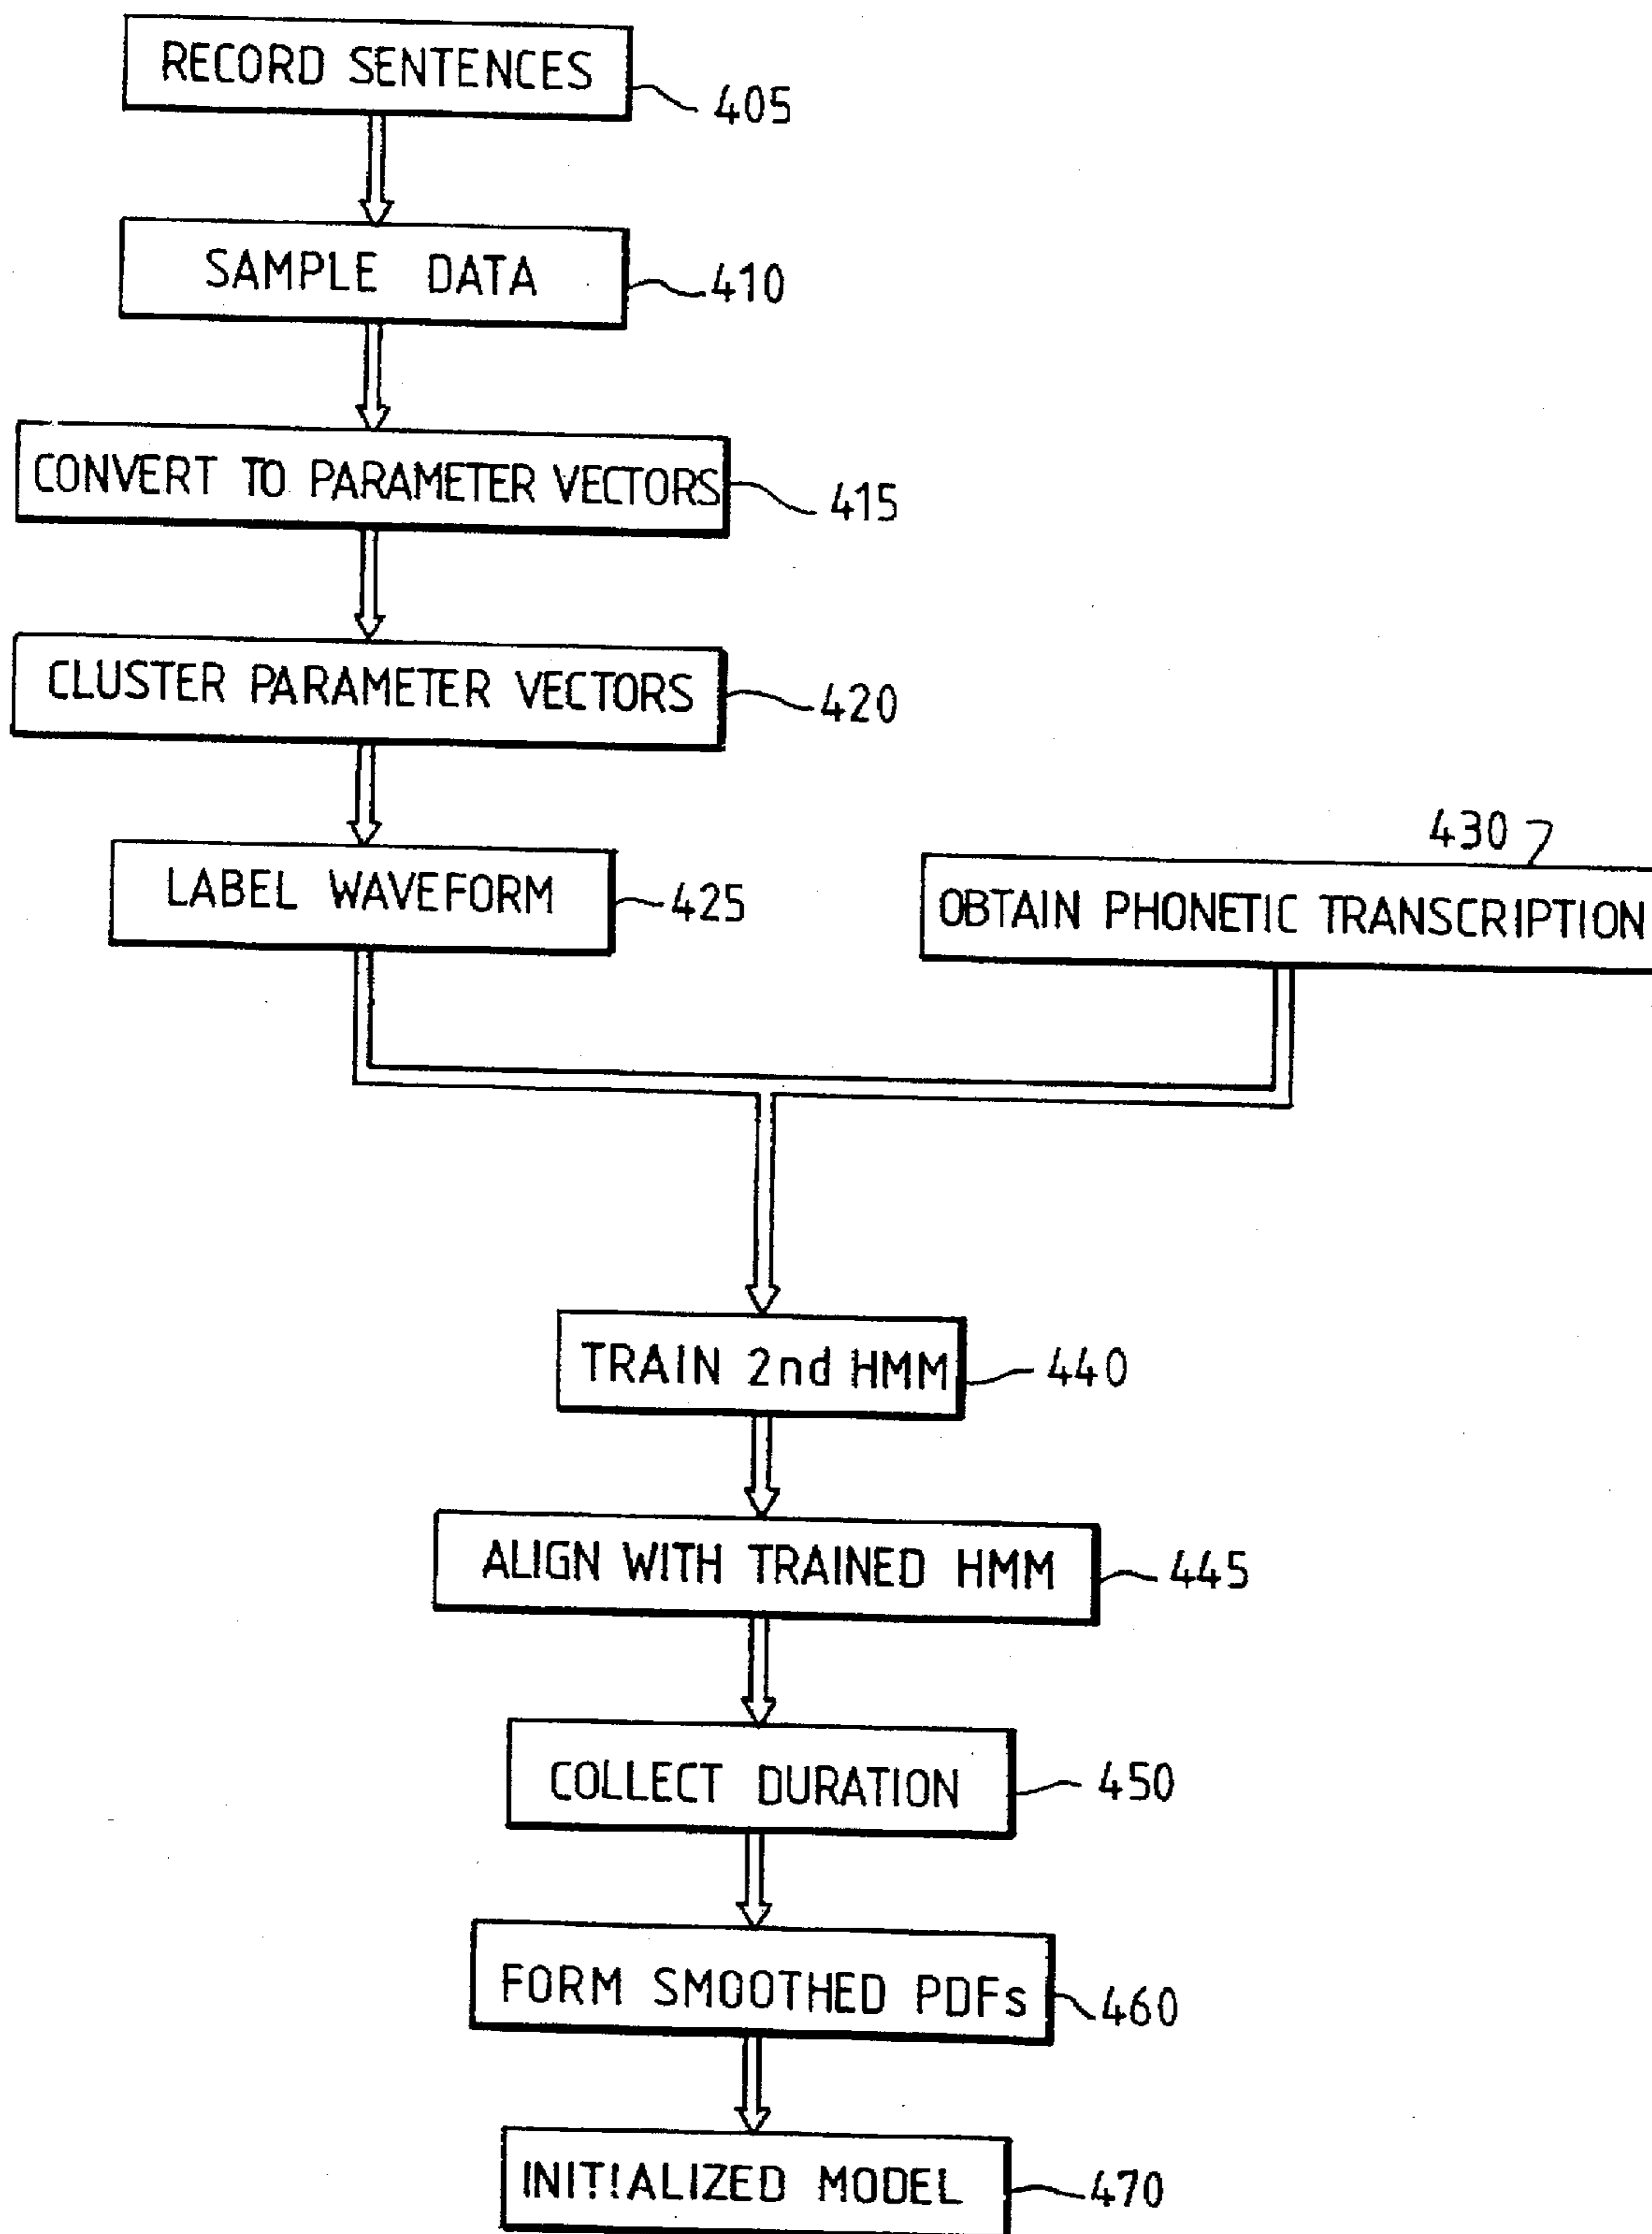 RECORD SENTENCES
405
SAMPLE DATA
410
CONVERT TO PARAMETER VECTORS
415
CLUSTER PARAMETER VECTORS
420
LABEL WAVEFORM
425
430
OBTAIN PHONETIC TRANSCRIPTION
TRAIN 2nd HMM
440
ALIGN WITH TRAINED HMM
445
COLLECT DURATION
450
FORM SMOOTHED PDFs
460
INITIALIZED MODEL
470